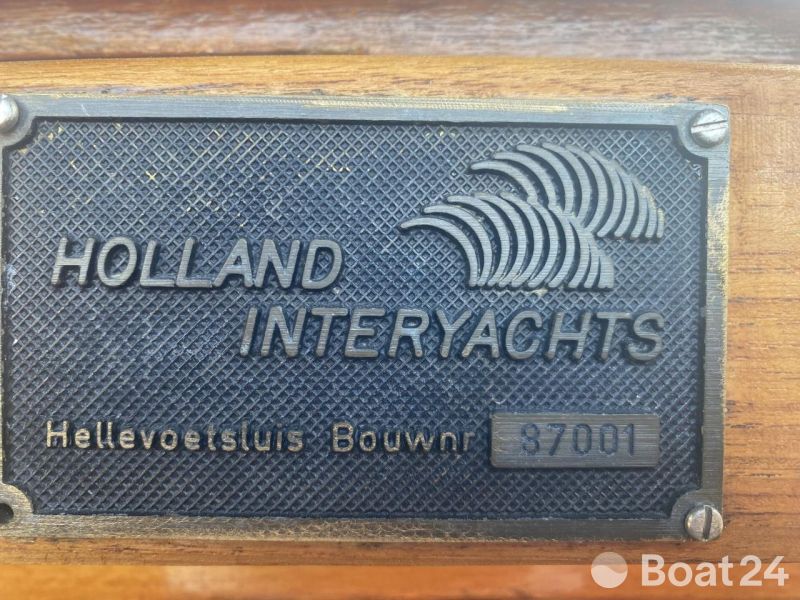 HOLLAND
INTERYACHTS
Hellevoetsluis Bouwnr 87001
Boat24